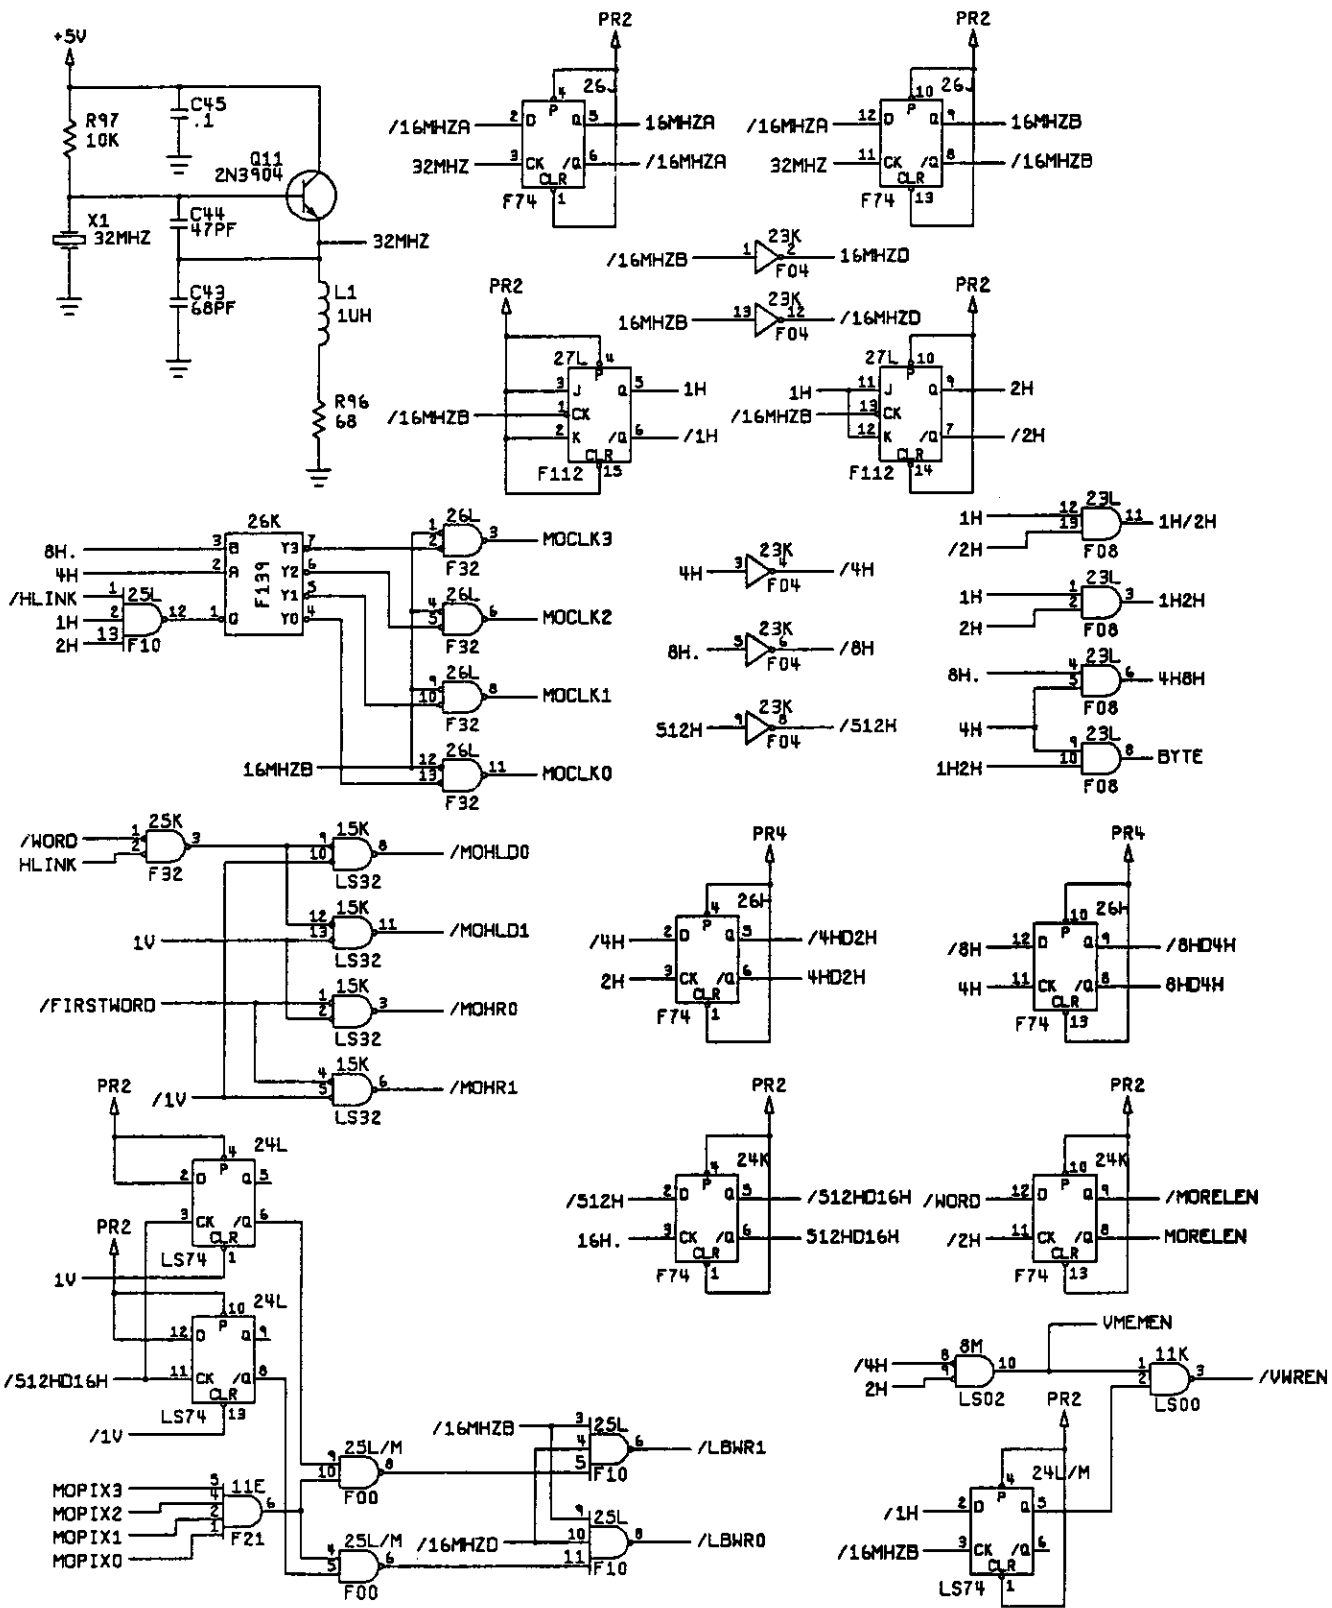 +5V
R97
10K
C45
.1
Q11
2N3904
X1
32MHZ
C44
47PF
32MHZ
C43
68PF
L1
1UH
R96
68
PR2
26J
4
P
/16MHZA 2 D Q 5 16MHZA
32MHZ 3 CK /Q 6 /16MHZA
CLR
F74 1
PR2
26J
10
P
/16MHZA 12 D Q 9 16MHZB
32MHZ 11 CK /Q 8 /16MHZB
CLR
F74 13
23K
/16MHZB 1 2 16MHZD
F04
23K
16MHZB 13 12 /16MHZD
F04
PR2
27L 4
P
3 J Q 5 1H
/16MHZB 1 CK
2 K /Q 6 /1H
CLR
F112 15
PR2
27L 10
P
1H 11 J Q 9 2H
/16MHZB 13 CK
12 K /Q 7 /2H
CLR
F112 14
26K
8H. 3 B Y3 7
4H 2 A Y2 6
F139
Y1 5
1 G Y0 4
/HLINK 1 25L
1H 2 12
2H 13 F10
26L
1 2 3 MOCLK3
F32
26L
4 5 6 MOCLK2
F32
26L
9 10 8 MOCLK1
F32
26L
16MHZB 12 13 11 MOCLK0
F32
23K
4H 3 4 /4H
F04
23K
8H. 5 6 /8H
F04
23K
512H 9 8 /512H
F04
23L
1H 12 11 1H/2H
/2H 13
F08
23L
1H 1 3 1H2H
2H 2
F08
23L
8H. 4 6 4H8H
5
F08
4H
23L
9 8 BYTE
1H2H 10
F08
25K
/WORD 1 3
HLINK 2
F32
15K
9 10 8 /MOHLD0
LS32
15K
12 11 /MOHLD1
1V 13
LS32
15K
/FIRSTWORD 1 3 /MOHR0
2
LS32
15K
4 6 /MOHR1
/1V 5
LS32
PR4
26H
4
P
/4H 2 D Q 5 /4HD2H
2H 3 CK /Q 6 4HD2H
CLR
F74 1
PR4
26H
10
P
/8H 12 D Q 9 /8HD4H
4H 11 CK /Q 8 8HD4H
CLR
F74 13
PR2
24L
4
P
2 D Q 5
3 CK /Q 6
CLR
LS74 1
1V
PR2
24L
10
P
12 D Q 9
/512HD16H 11 CK /Q 8
CLR
LS74 13
/1V
PR2
24K
4
P
/512H 2 D Q 5 /512HD16H
16H. 3 CK /Q 6 512HD16H
CLR
F74 1
PR2
24K
10
P
/WORD 12 D Q 9 /MORELEN
/2H 11 CK /Q 8 MORELEN
CLR
F74 13
MOPIX3 5 11E
MOPIX2 4 6
MOPIX1 2
MOPIX0 1 F21
25L/M
9 10 8
F00
25L/M
4 5 6
F00
/16MHZB 3 25L
4 6 /LBWR1
5 F10
9 25L
/16MHZD 10 8 /LBWR0
11 F10
VMEMEN
8M
/4H 8 10
2H 9
LS02
11K
1 2 3 /VWREN
LS00
PR2
24L/M
4
P
/1H 2 D Q 5
/16MHZB 3 CK /Q 6
CLR
LS74 1